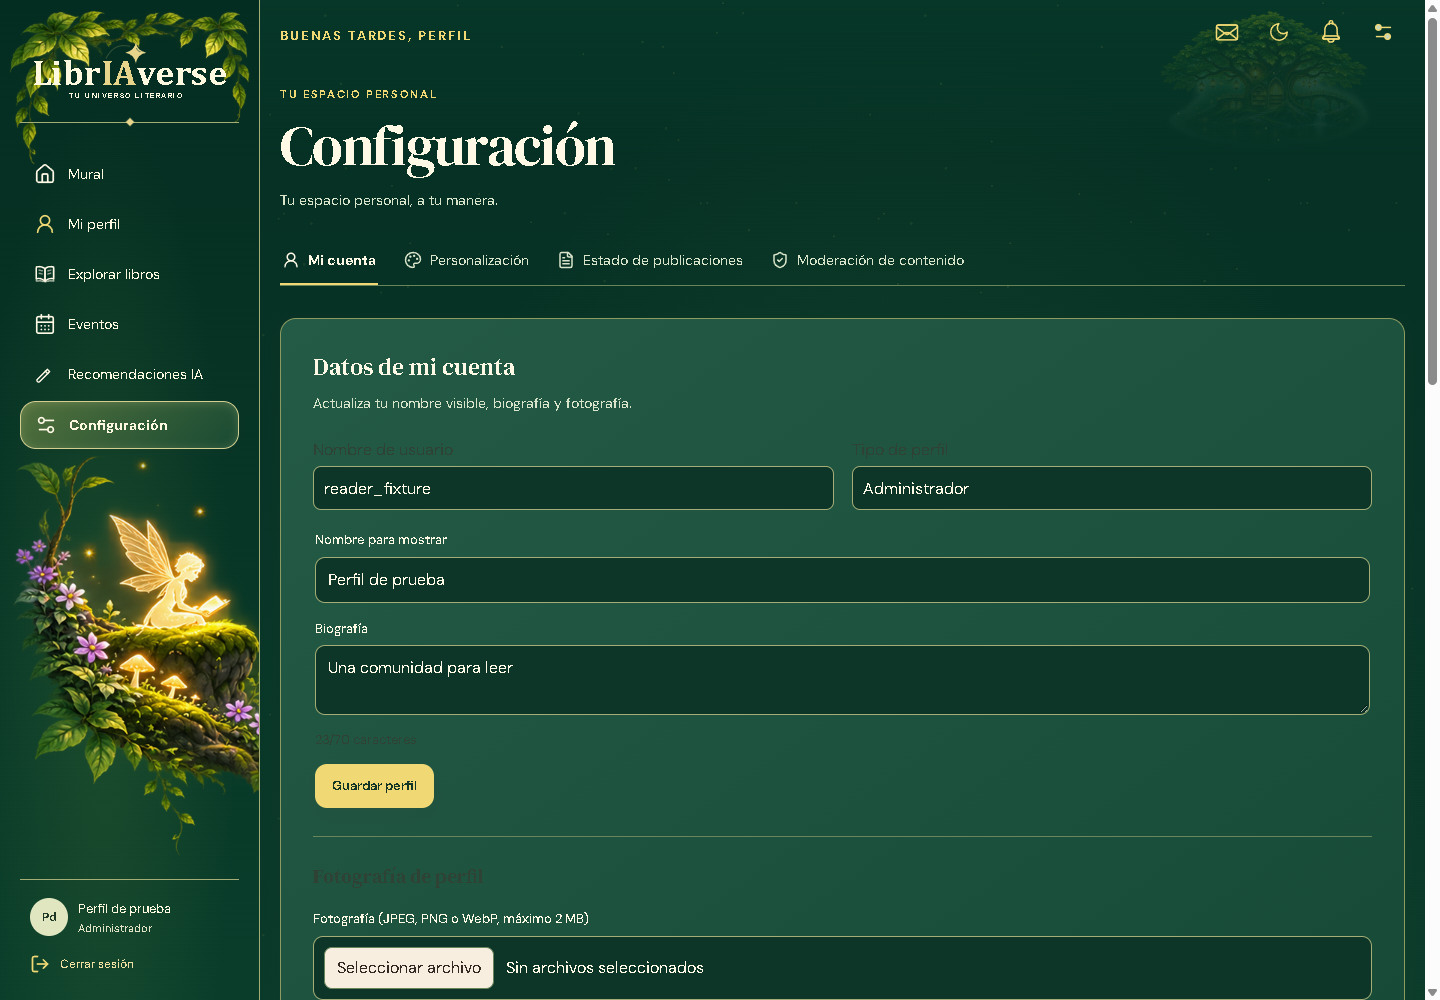 LibrIAverse
TU UNIVERSO LITERARIO
Mural
Mi perfil
Explorar libros
Eventos
Recomendaciones IA
Configuración
Pd
Perfil de prueba
Administrador
Cerrar sesión
BUENAS TARDES, PERFIL
TU ESPACIO PERSONAL
Configuración
Tu espacio personal, a tu manera.
Mi cuenta
Personalización
Estado de publicaciones
Moderación de contenido
Datos de mi cuenta
Actualiza tu nombre visible, biografía y fotografía.
Nombre de usuario
Tipo de perfil
reader_fixture
Administrador
Nombre para mostrar
Perfil de prueba
Biografía
Una comunidad para leer
23/70 caracteres
Guardar perfil
Fotografía de perfil
Fotografía (JPEG, PNG o WebP, máximo 2 MB)
Seleccionar archivo
Sin archivos seleccionados